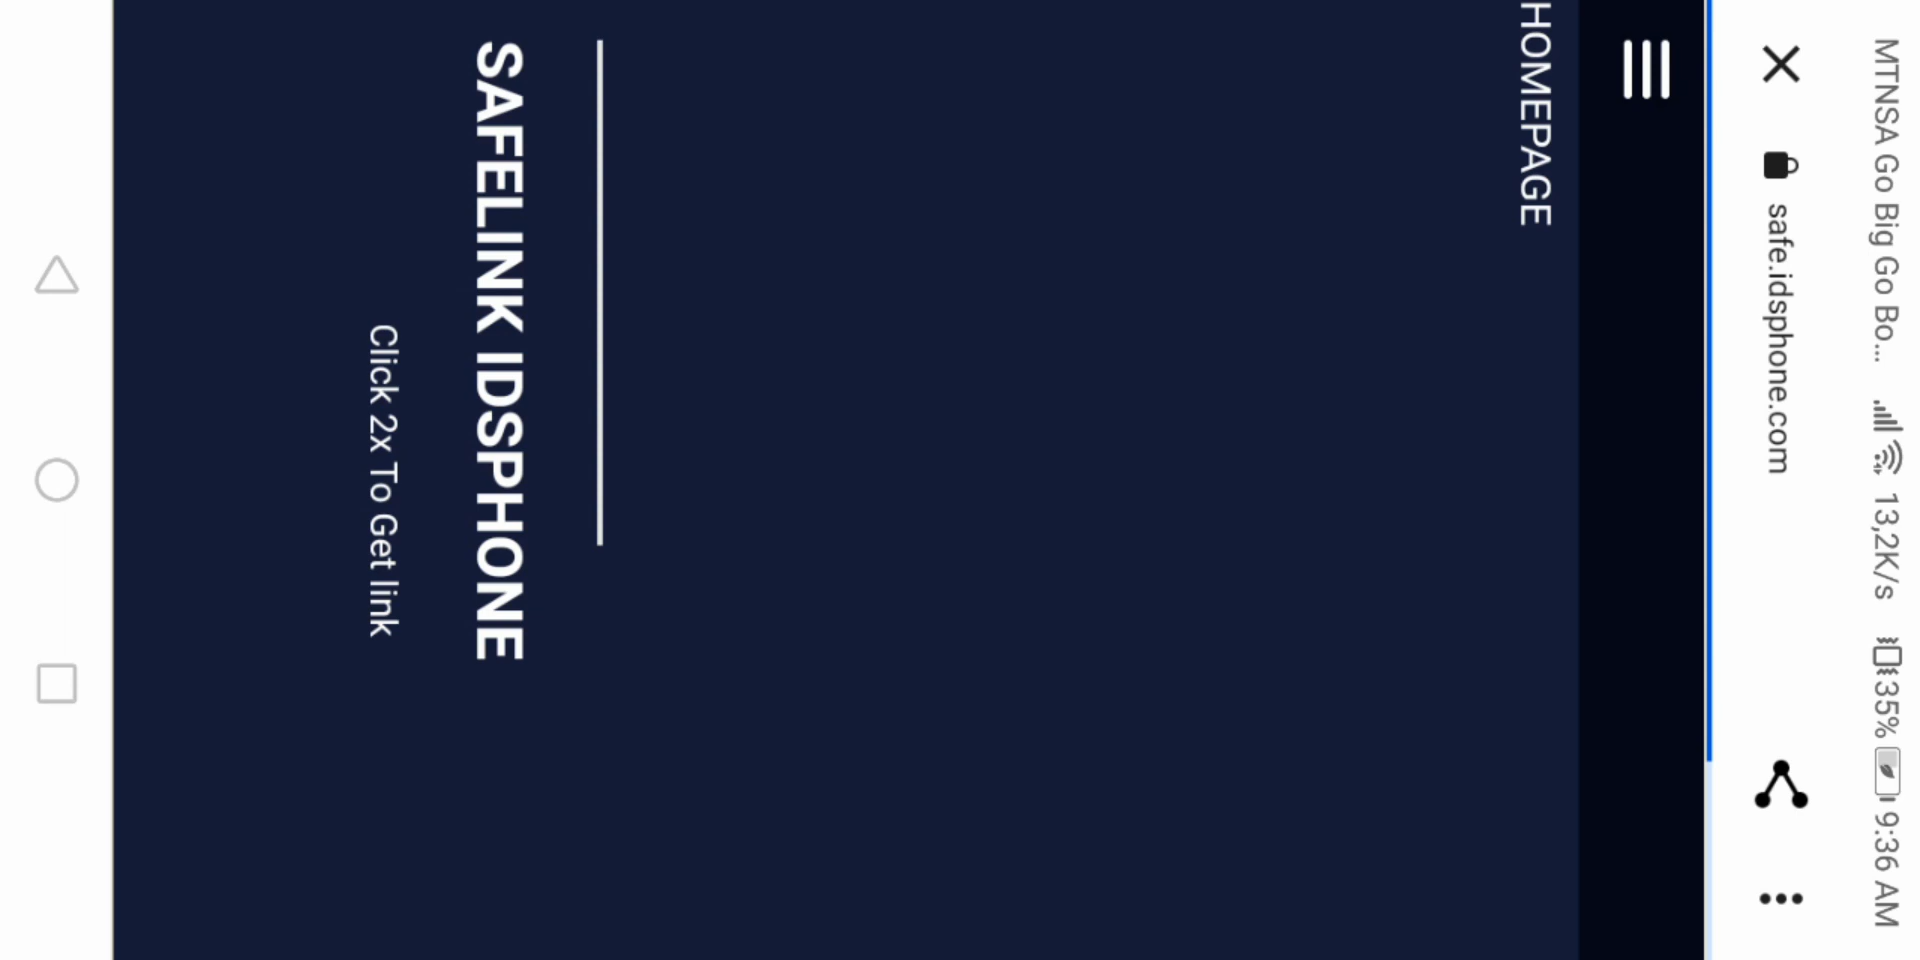 MTNSA Go Big Go Bo... 13,2K/s 35% 9:36 AM
safe.idsphone.com
HOMEPAGE
SAFELINK IDSPHONE
Click 2x To Get link